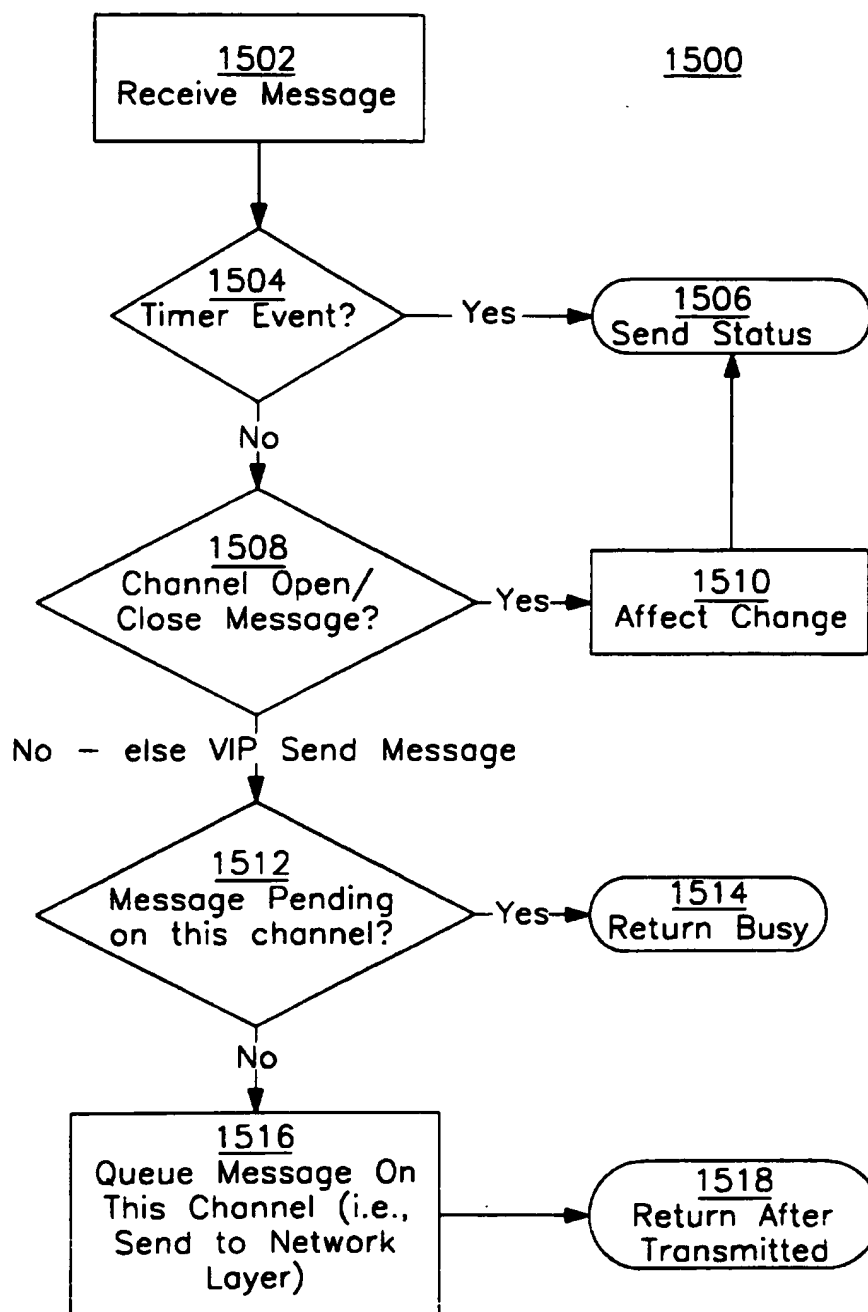 1502
Receive Message
1500
1504
Timer Event?
Yes
1506
Send Status
No
1508
Channel Open/
Close Message?
Yes
1510
Affect Change
No - else VIP Send Message
1512
Message Pending
on this channel?
Yes
1514
Return Busy
No
1516
Queue Message On
This Channel (i.e.,
Send to Network
Layer)
1518
Return After
Transmitted